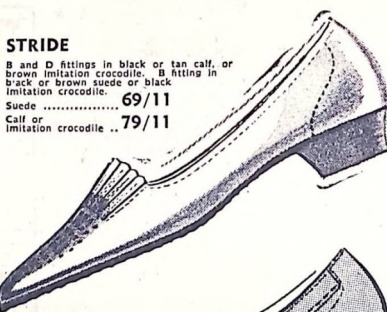 STRIDE
B and D fittings in black or tan calf, or
brown imitation crocodile. B fitting in
black or brown suede or black
imitation crocodile.
Suede .................. 69/11
Calf or
imitation crocodile .. 79/11